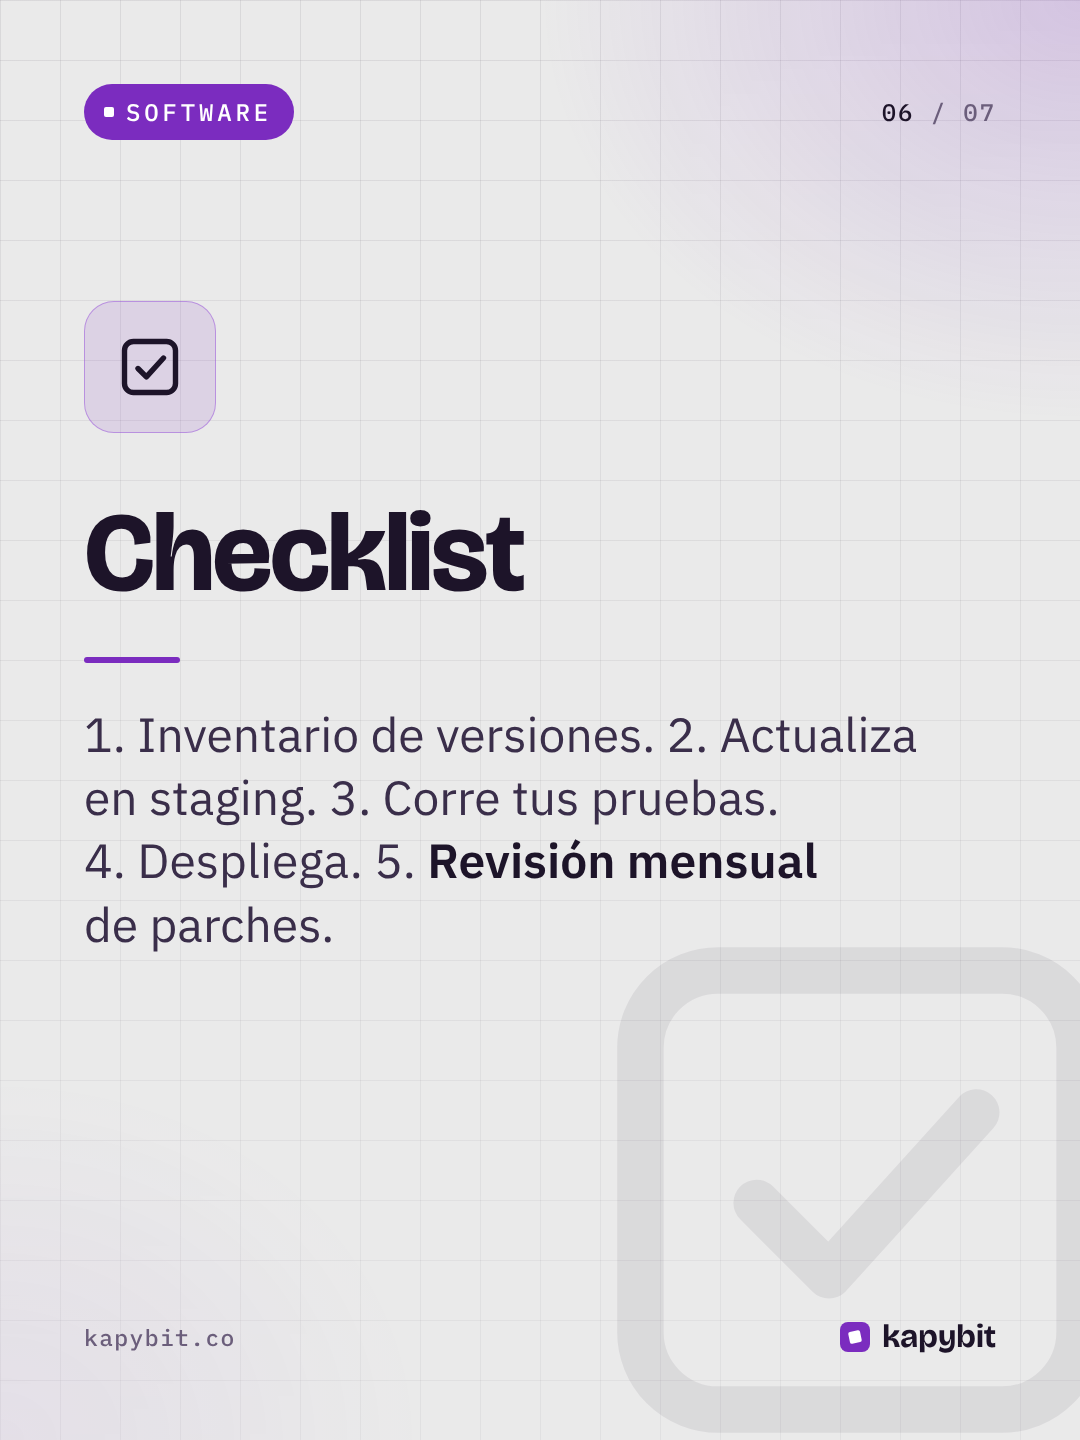 SOFTWARE
06 / 07
Checklist
1. Inventario de versiones. 2. Actualiza
en staging. 3. Corre tus pruebas.
4. Despliega. 5. Revisión mensual
de parches.
kapybit.co
kapybit